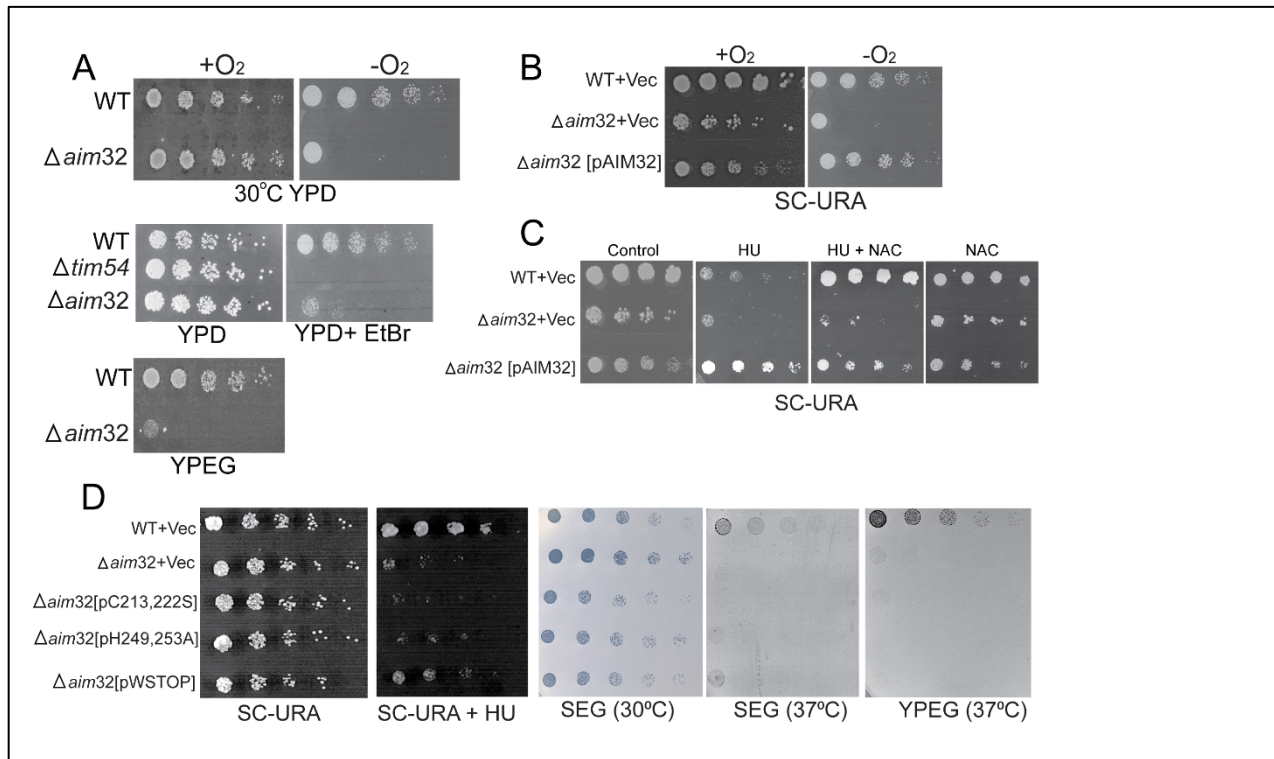 A
+O₂ -O₂
WT
Δaim32
30°C YPD
WT
Δtim54
Δaim32
YPD YPD+ EtBr
WT
Δaim32
YPEG
B
+O₂ -O₂
WT+Vec
Δaim32+Vec
Δaim32 [pAIM32]
SC-URA
C
Control HU HU + NAC NAC
WT+Vec
Δaim32+Vec
Δaim32 [pAIM32]
SC-URA
D
WT+Vec
Δaim32+Vec
Δaim32[pC213,222S]
Δaim32[pH249,253A]
Δaim32[pWSTOP]
SC-URA SC-URA + HU SEG (30ºC) SEG (37ºC) YPEG (37ºC)